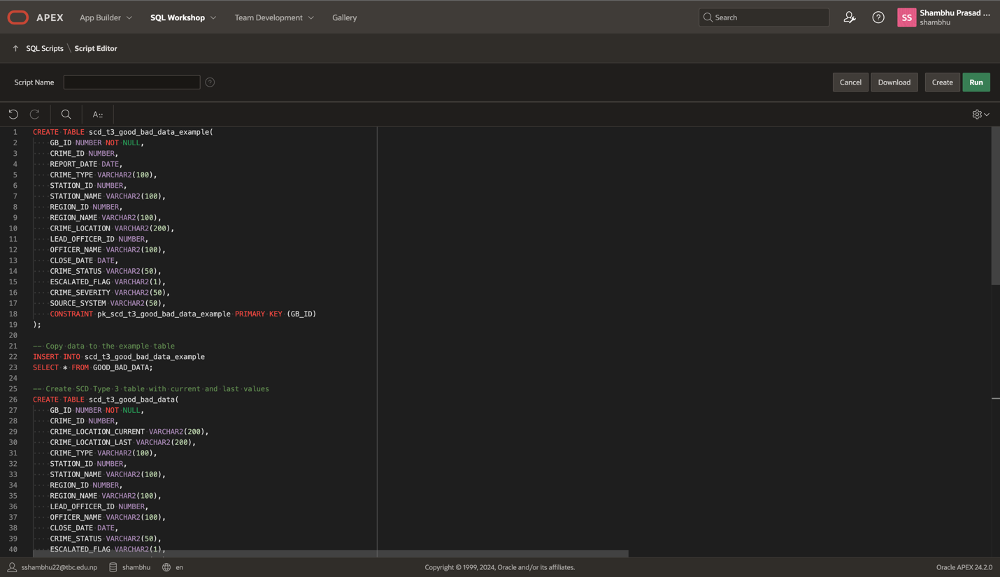 APEX App Builder SQL Workshop Team Development Gallery Search SS Shambhu Prasad ...
shambhu
SQL Scripts \ Script Editor
Script Name Cancel Download Create Run
A::
1 CREATE TABLE scd_t3_good_bad_data_example(
2 GB_ID NUMBER NOT NULL,
3 CRIME_ID NUMBER,
4 REPORT_DATE DATE,
5 CRIME_TYPE VARCHAR2(100),
6 STATION_ID NUMBER,
7 STATION_NAME VARCHAR2(100),
8 REGION_ID NUMBER,
9 REGION_NAME VARCHAR2(100),
10 CRIME_LOCATION VARCHAR2(200),
11 LEAD_OFFICER_ID NUMBER,
12 OFFICER_NAME VARCHAR2(100),
13 CLOSE_DATE DATE,
14 CRIME_STATUS VARCHAR2(50),
15 ESCALATED_FLAG VARCHAR2(1),
16 CRIME_SEVERITY VARCHAR2(50),
17 SOURCE_SYSTEM VARCHAR2(50),
18 CONSTRAINT pk_scd_t3_good_bad_data_example PRIMARY KEY (GB_ID)
19 );
20
21 -- Copy data to the example table
22 INSERT INTO scd_t3_good_bad_data_example
23 SELECT * FROM GOOD_BAD_DATA;
24
25 -- Create SCD Type 3 table with current and last values
26 CREATE TABLE scd_t3_good_bad_data(
27 GB_ID NUMBER NOT NULL,
28 CRIME_ID NUMBER,
29 CRIME_LOCATION_CURRENT VARCHAR2(200),
30 CRIME_LOCATION_LAST VARCHAR2(200),
31 CRIME_TYPE VARCHAR2(100),
32 STATION_ID NUMBER,
33 STATION_NAME VARCHAR2(100),
34 REGION_ID NUMBER,
35 REGION_NAME VARCHAR2(100),
36 LEAD_OFFICER_ID NUMBER,
37 OFFICER_NAME VARCHAR2(100),
38 CLOSE_DATE DATE,
39 CRIME_STATUS VARCHAR2(50),
40 ESCALATED_FLAG VARCHAR2(1),
sshambhu22@tbc.edu.np shambhu en Copyright © 1999, 2024, Oracle and/or its affiliates. Oracle APEX 24.2.0